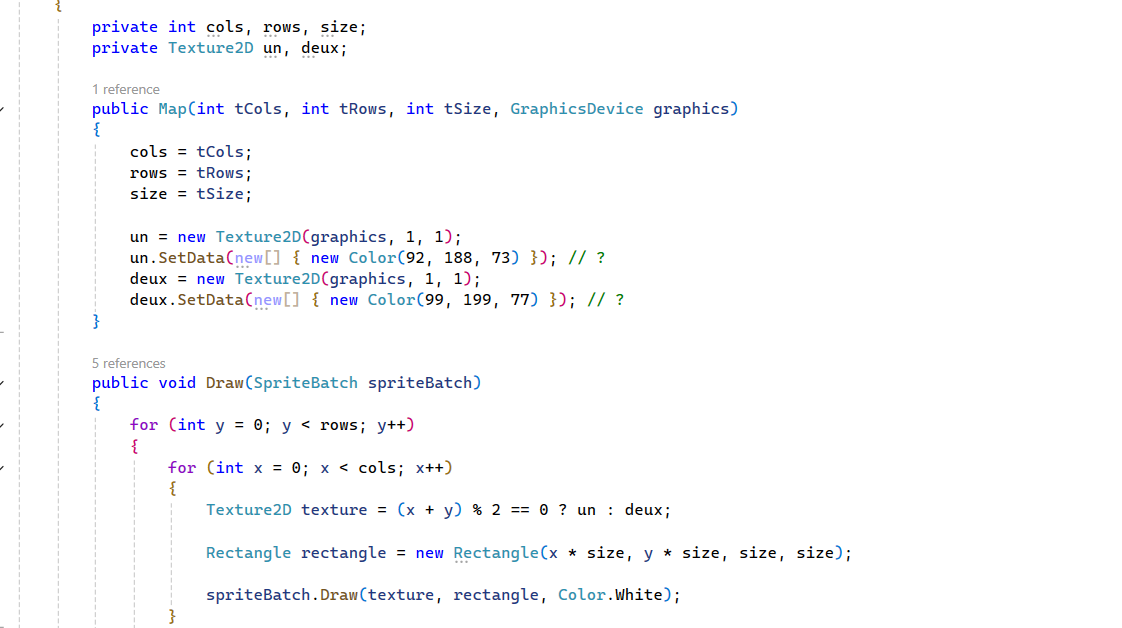 {
private int cols, rows, size;
private Texture2D un, deux;
1 reference
public Map(int tCols, int tRows, int tSize, GraphicsDevice graphics)
{
cols = tCols;
rows = tRows;
size = tSize;
un = new Texture2D(graphics, 1, 1);
un.SetData(new[] { new Color(92, 188, 73) }); // ?
deux = new Texture2D(graphics, 1, 1);
deux.SetData(new[] { new Color(99, 199, 77) }); // ?
}
5 references
public void Draw(SpriteBatch spriteBatch)
{
for (int y = 0; y < rows; y++)
{
for (int x = 0; x < cols; x++)
{
Texture2D texture = (x + y) % 2 == 0 ? un : deux;
Rectangle rectangle = new Rectangle(x * size, y * size, size, size);
spriteBatch.Draw(texture, rectangle, Color.White);
}